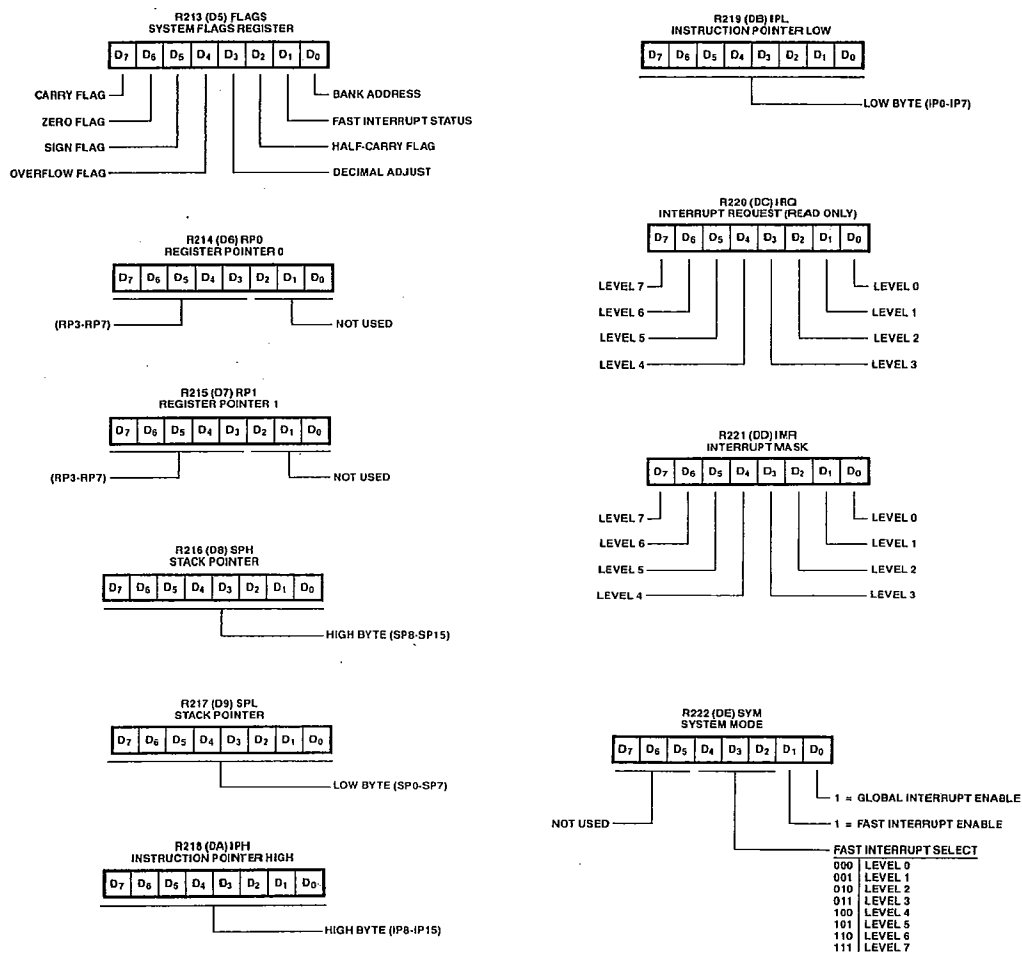 R213 (D5) FLAGS
SYSTEM FLAGS REGISTER
D7 D6 D5 D4 D3 D2 D1 D0
CARRY FLAG
BANK ADDRESS
ZERO FLAG
FAST INTERRUPT STATUS
SIGN FLAG
HALF-CARRY FLAG
OVERFLOW FLAG
DECIMAL ADJUST
R214 (D6) RP0
REGISTER POINTER 0
D7 D6 D5 D4 D3 D2 D1 D0
(RP3-RP7)
NOT USED
R215 (D7) RP1
REGISTER POINTER 1
D7 D6 D5 D4 D3 D2 D1 D0
(RP3-RP7)
NOT USED
R216 (D8) SPH
STACK POINTER
D7 D6 D5 D4 D3 D2 D1 D0
HIGH BYTE (SP8-SP15)
R217 (D9) SPL
STACK POINTER
D7 D6 D5 D4 D3 D2 D1 D0
LOW BYTE (SP0-SP7)
R218 (DA) IPH
INSTRUCTION POINTER HIGH
D7 D6 D5 D4 D3 D2 D1 D0
HIGH BYTE (IP8-IP15)
R219 (DB) IPL
INSTRUCTION POINTER LOW
D7 D6 D5 D4 D3 D2 D1 D0
LOW BYTE (IP0-IP7)
R220 (DC) IRQ
INTERRUPT REQUEST (READ ONLY)
D7 D6 D5 D4 D3 D2 D1 D0
LEVEL 7
LEVEL 0
LEVEL 6
LEVEL 1
LEVEL 5
LEVEL 2
LEVEL 4
LEVEL 3
R221 (DD) IMR
INTERRUPT MASK
D7 D6 D5 D4 D3 D2 D1 D0
LEVEL 7
LEVEL 0
LEVEL 6
LEVEL 1
LEVEL 5
LEVEL 2
LEVEL 4
LEVEL 3
R222 (DE) SYM
SYSTEM MODE
D7 D6 D5 D4 D3 D2 D1 D0
1 = GLOBAL INTERRUPT ENABLE
NOT USED
1 = FAST INTERRUPT ENABLE
FAST INTERRUPT SELECT
000 LEVEL 0
001 LEVEL 1
010 LEVEL 2
011 LEVEL 3
100 LEVEL 4
101 LEVEL 5
110 LEVEL 6
111 LEVEL 7